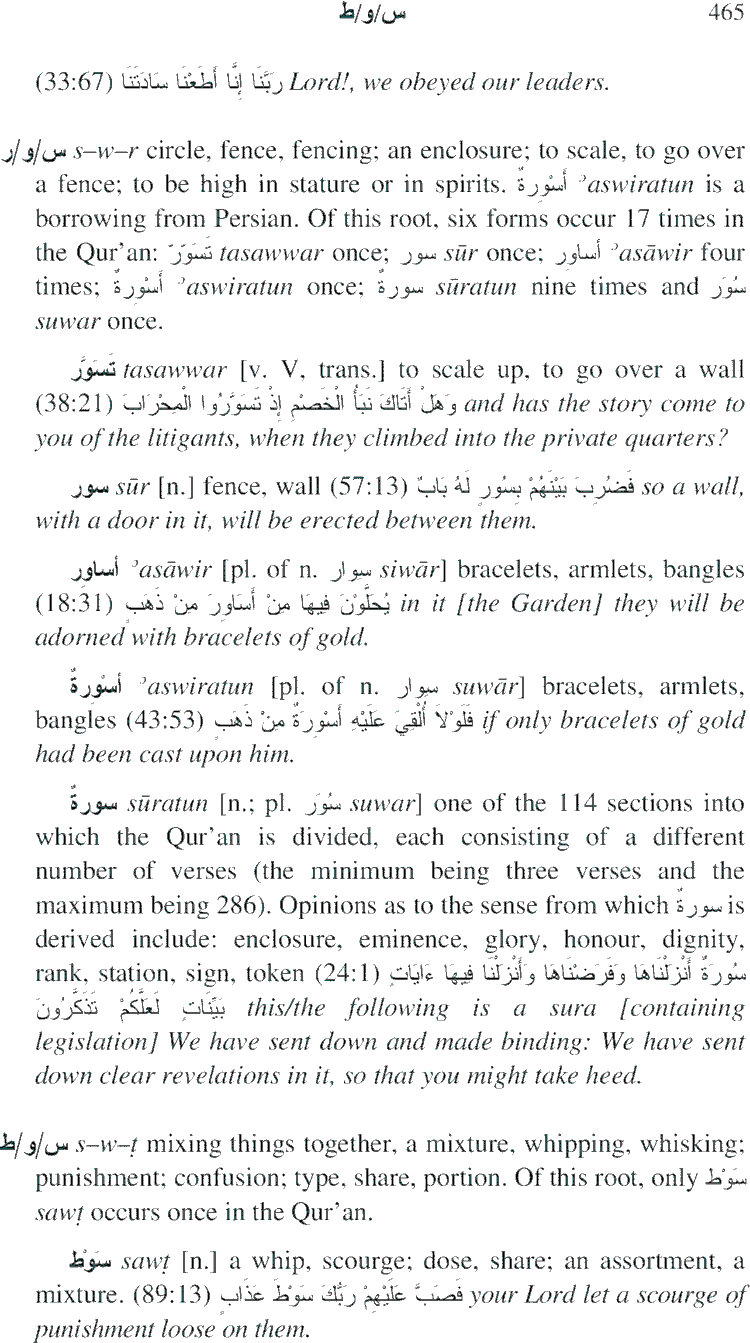 س/و/ط 465
(33:67) رَبَّنَا إِنَّا أَطَعْنَا سَادَتَنَا Lord!, we obeyed our leaders.
س/و/ر s–w–r circle, fence, fencing; an enclosure; to scale, to go over
a fence; to be high in stature or in spirits. أَسْوِرةٌ ʾaswiratun is a
borrowing from Persian. Of this root, six forms occur 17 times in
the Qur'an: تَسَوَرّ tasawwar once; سور sūr once; أساوِر ʾasāwir four
times; أَسْوِرةٌ ʾaswiratun once; سورةٌ sūratun nine times and سُوَر
suwar once.
تَسَوَّر tasawwar [v. V, trans.] to scale up, to go over a wall
(38:21) وَهَلْ أَتَاكَ نَبَأُ الْخَصْمِ إِذْ تَسَوَّرُوا الْمِحْرَابَ and has the story come to
you of the litigants, when they climbed into the private quarters?
سور sūr [n.] fence, wall (57:13) فَضُرِبَ بَيْنَهُمْ بِسُورٍ لَهُ بَابٌ so a wall,
with a door in it, will be erected between them.
أساوِر ʾasāwir [pl. of n. سِوار siwār] bracelets, armlets, bangles
(18:31) يُحَلَّوْنَ فِيهَا مِنْ أَسَاوِرَ مِنْ ذَهَبٍ in it [the Garden] they will be
adorned with bracelets of gold.
أسْوِرةٌ ʾaswiratun [pl. of n. سِوار suwār] bracelets, armlets,
bangles (43:53) فَلَوْلاَ أُلْقِيَ عَلَيْهِ أَسْوِرَةٌ مِنْ ذَهَبٍ if only bracelets of gold
had been cast upon him.
سورةٌ sūratun [n.; pl. سُوَر suwar] one of the 114 sections into
which the Qur'an is divided, each consisting of a different
number of verses (the minimum being three verses and the
maximum being 286). Opinions as to the sense from which سورةٌ is
derived include: enclosure, eminence, glory, honour, dignity,
rank, station, sign, token (24:1) سُورَةٌ أَنْزَلْنَاهَا وَفَرَضْنَاهَا وَأَنْزَلْنَا فِيهَا ءَايَاتٍ
بَيِّنَاتٍ لَعَلَّكُمْ تَذَكَّرُونَ this/the following is a sura [containing
legislation] We have sent down and made binding: We have sent
down clear revelations in it, so that you might take heed.
س/و/ط s–w–ṭ mixing things together, a mixture, whipping, whisking;
punishment; confusion; type, share, portion. Of this root, only سَوْط
sawṭ occurs once in the Qur'an.
سَوْط sawṭ [n.] a whip, scourge; dose, share; an assortment, a
mixture. (89:13) فَصَبَّ عَلَيْهِمْ رَبُّكَ سَوْطَ عَذَابٍ your Lord let a scourge of
punishment loose on them.